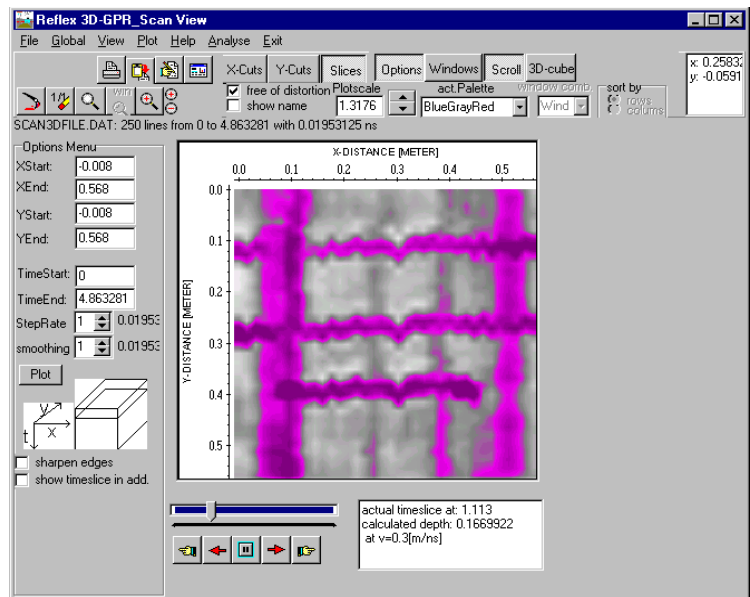 Reflex 3D-GPR_Scan View
File Global View Plot Help Analyse Exit
X-Cuts Y-Cuts Slices Options Windows Scroll 3D-cube
x: 0.2583
y: -0.0591
free of distortion Plotscale act.Palette window comb. sort by
show name 1.3176 BlueGrayRed Wind rows
colums
1/2 win
SCAN3DFILE.DAT: 250 lines from 0 to 4.863281 with 0.01953125 ns
Options Menu
XStart: -0.008
XEnd: 0.568
YStart: -0.008
YEnd: 0.568
TimeStart: 0
TimeEnd: 4.863281
StepRate 1 0.0195
smoothing 1 0.0195
Plot
y
t x
sharpen edges
show timeslice in add.
X-DISTANCE [METER]
0.0 0.1 0.2 0.3 0.4 0.5
Y-DISTANCE [METER]
0.0
0.1
0.2
0.3
0.4
0.5
actual timeslice at: 1.113
calculated depth: 0.1669922
at v=0.3[m/ns]